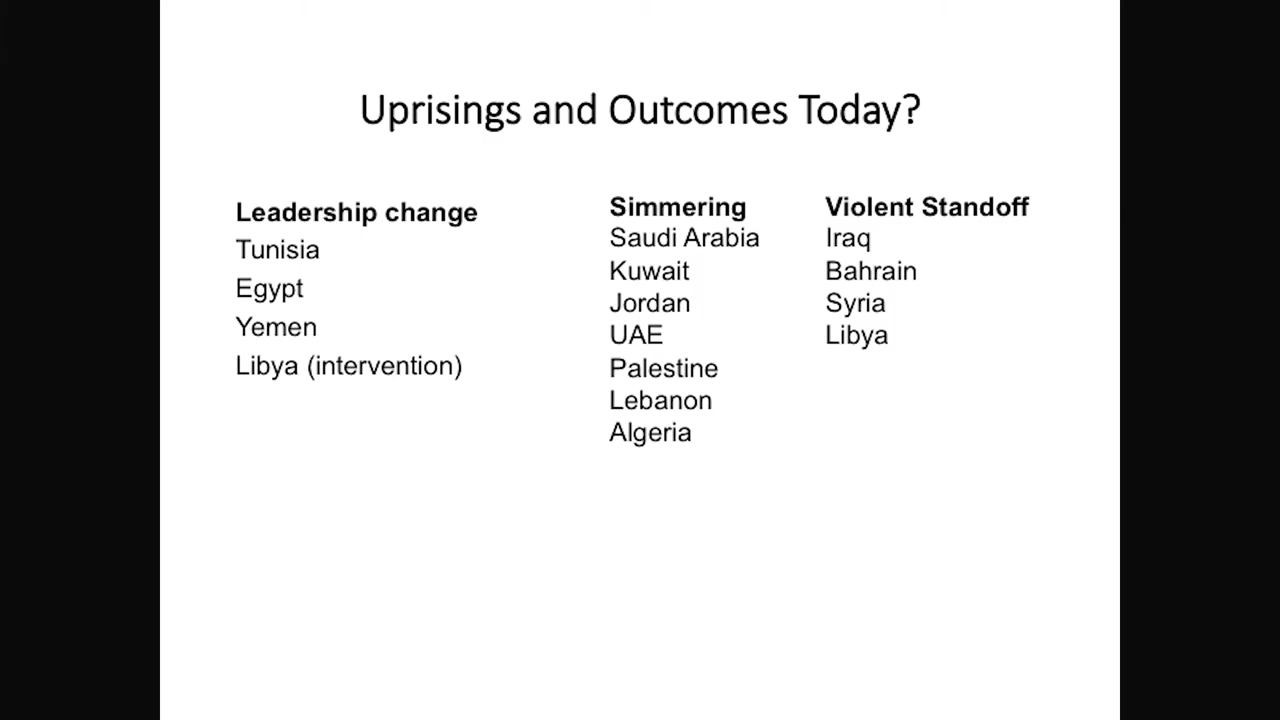 Uprisings and Outcomes Today?
Leadership change
Tunisia
Egypt
Yemen
Libya (intervention)
Simmering
Saudi Arabia
Kuwait
Jordan
UAE
Palestine
Lebanon
Algeria
Violent Standoff
Iraq
Bahrain
Syria
Libya